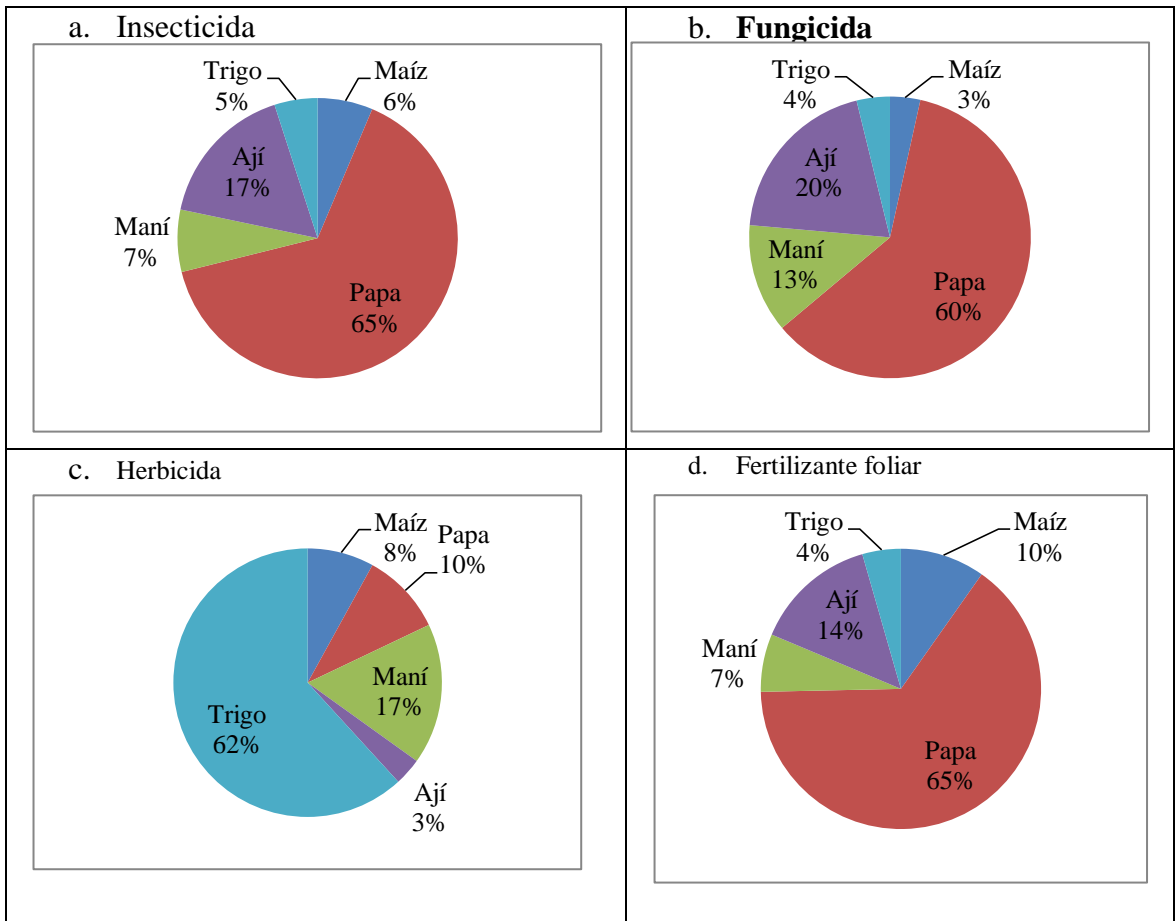 a. Insecticida
Trigo
5%
Maíz
6%
Ají
17%
Maní
7%
Papa
65%
b. Fungicida
Trigo
4%
Maíz
3%
Ají
20%
Maní
13%
Papa
60%
c. Herbicida
Maíz
8%
Papa
10%
Maní
17%
Trigo
62%
Ají
3%
d. Fertilizante foliar
Trigo
4%
Maíz
10%
Ají
14%
Maní
7%
Papa
65%